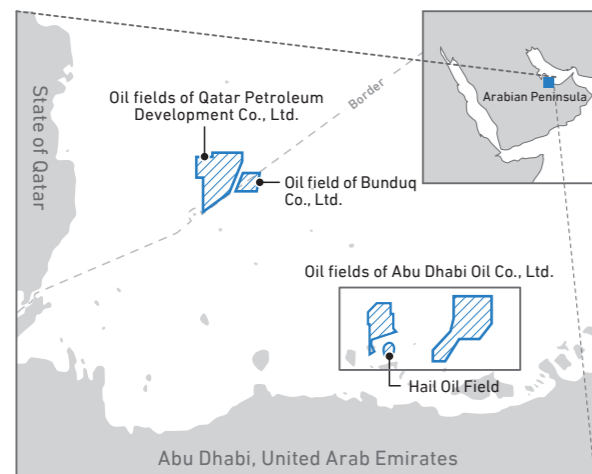 Arabian Peninsula
Border
State of Qatar
Oil fields of Qatar Petroleum
Development Co., Ltd.
Oil field of Bunduq
Co., Ltd.
Oil fields of Abu Dhabi Oil Co., Ltd.
Hail Oil Field
Abu Dhabi, United Arab Emirates